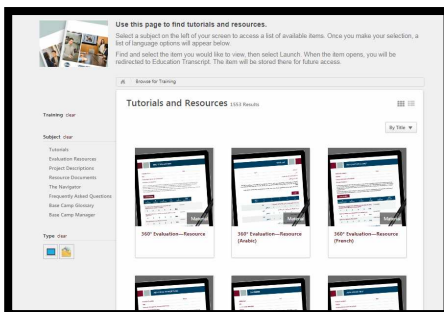 Use this page to find tutorials and resources.
Select a subject on the left of your screen to access a list of available items. Once you make your selection, a
list of language options will appear below.
Find and select the item you would like to view, then select Launch. When the item opens, you will be
redirected to Education Transcript. The item will be stored there for future access.
Browse for Training
Tutorials and Resources 1553 Results
By Title
Training clear
Subject clear
Tutorials
Evaluation Resources
Project Descriptions
Resource Documents
The Navigator
Frequently Asked Questions
Base Camp Glossary
Base Camp Manager
Type clear
Material
360° Evaluation—Resource
Material
360° Evaluation—Resource
(Arabic)
Material
360° Evaluation—Resource
(French)